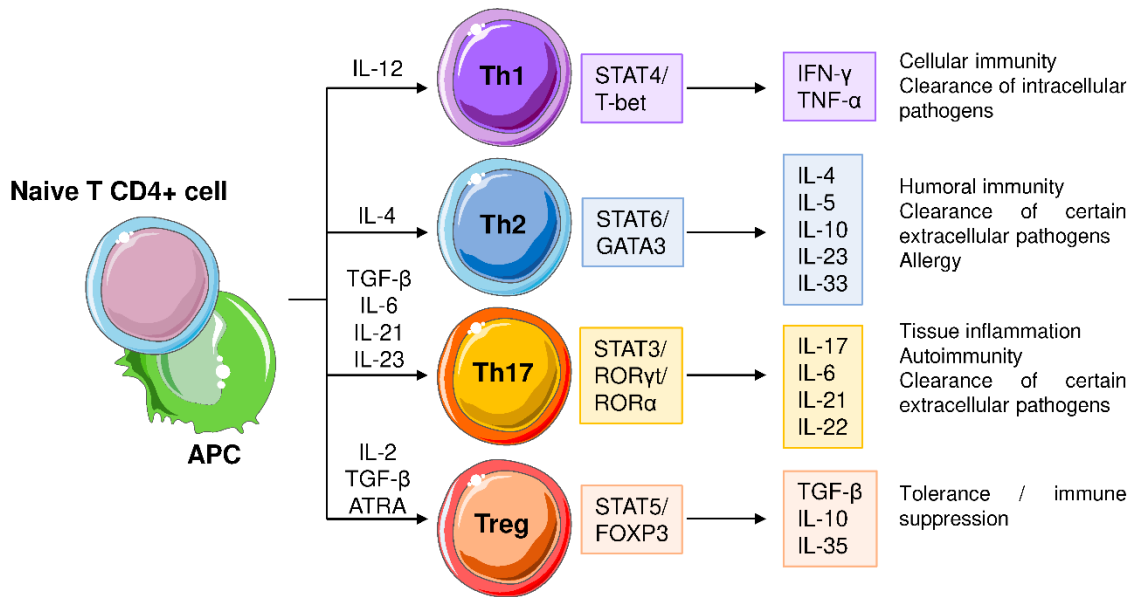 Naive T CD4+ cell
APC
IL-12
Th1
STAT4/
T-bet
IFN-γ
TNF-α
Cellular immunity
Clearance of intracellular
pathogens
IL-4
Th2
STAT6/
GATA3
IL-4
IL-5
IL-10
IL-23
IL-33
Humoral immunity
Clearance of certain
extracellular pathogens
Allergy
TGF-β
IL-6
IL-21
IL-23
Th17
STAT3/
RORγt/
RORα
IL-17
IL-6
IL-21
IL-22
Tissue inflammation
Autoimmunity
Clearance of certain
extracellular pathogens
IL-2
TGF-β
ATRA
Treg
STAT5/
FOXP3
TGF-β
IL-10
IL-35
Tolerance / immune
suppression